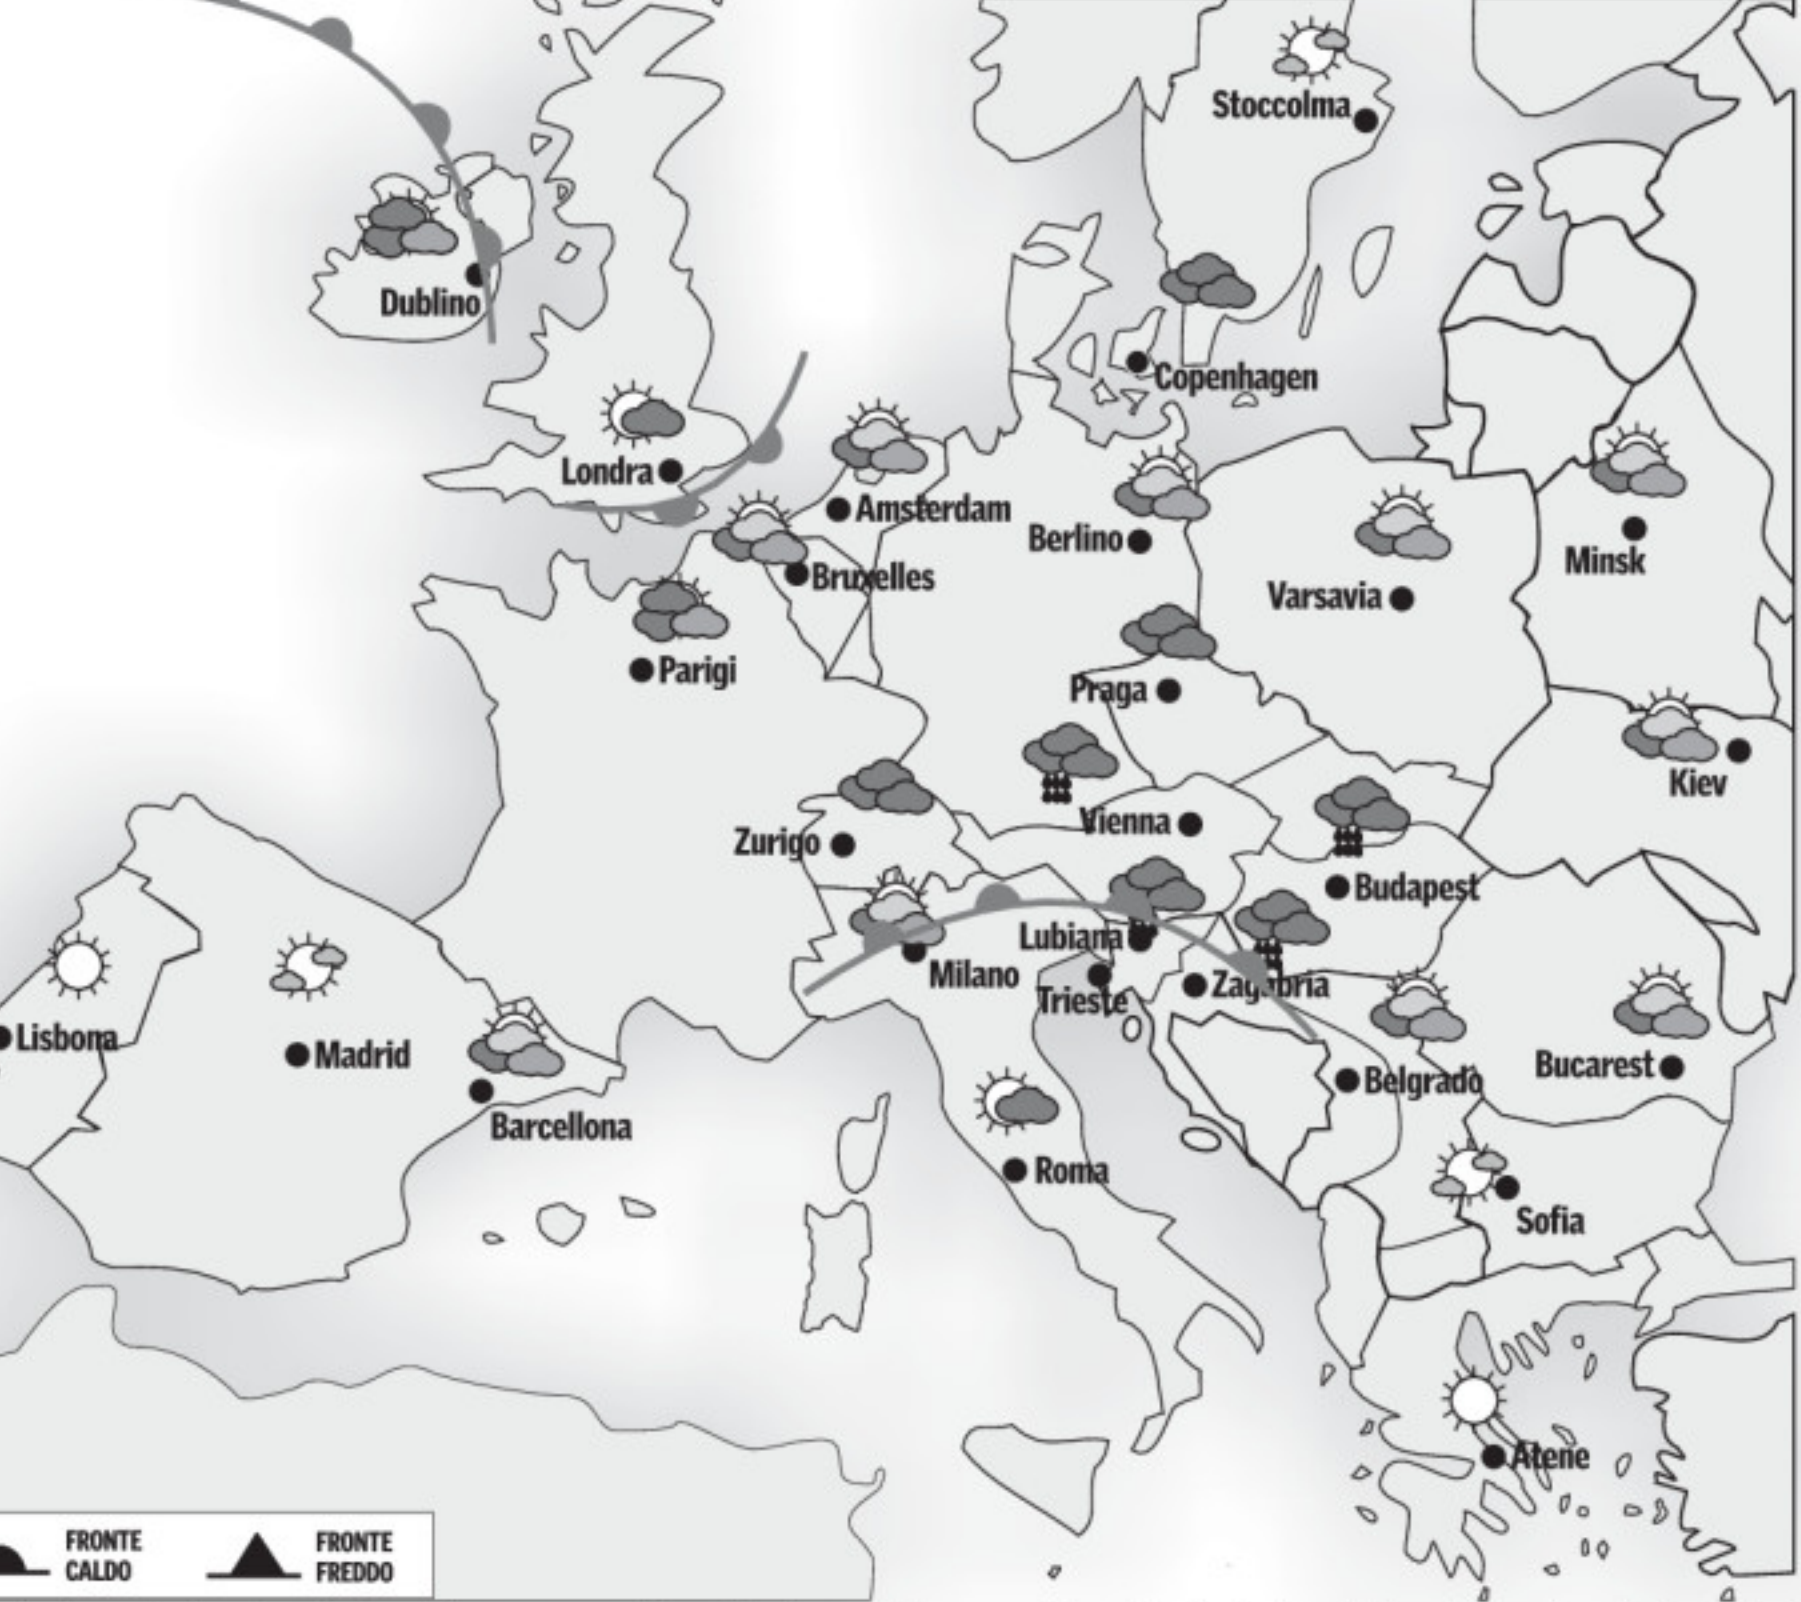 Stoccolma
Dublino
Copenhagen
Londra
Amsterdam
Berlino
Bruxelles
Minsk
Varsavia
Parigi
Praga
Kiev
Vienna
Zurigo
Budapest
Lubiana
Milano
Trieste
Zagabria
Lisbona
Madrid
Bucarest
Belgrado
Barcellona
Roma
Sofia
Atene
FRONTE
CALDO
FRONTE
FREDDO